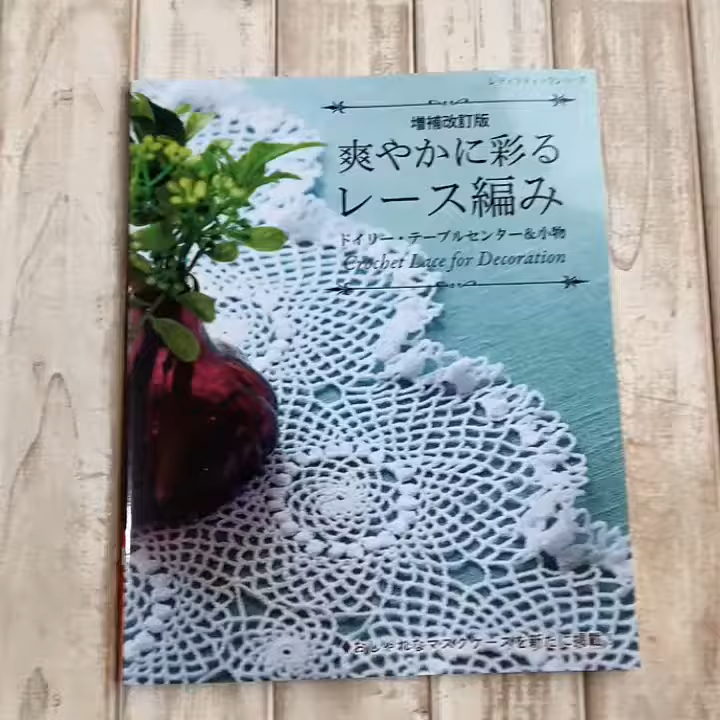 レディブティックシリーズ
増補改訂版
爽やかに彩る
レース編み
ドイリー・テーブルセンター&小物
Crochet Lace for Decoration
♦おしゃれなマスクケースを新たに掲載